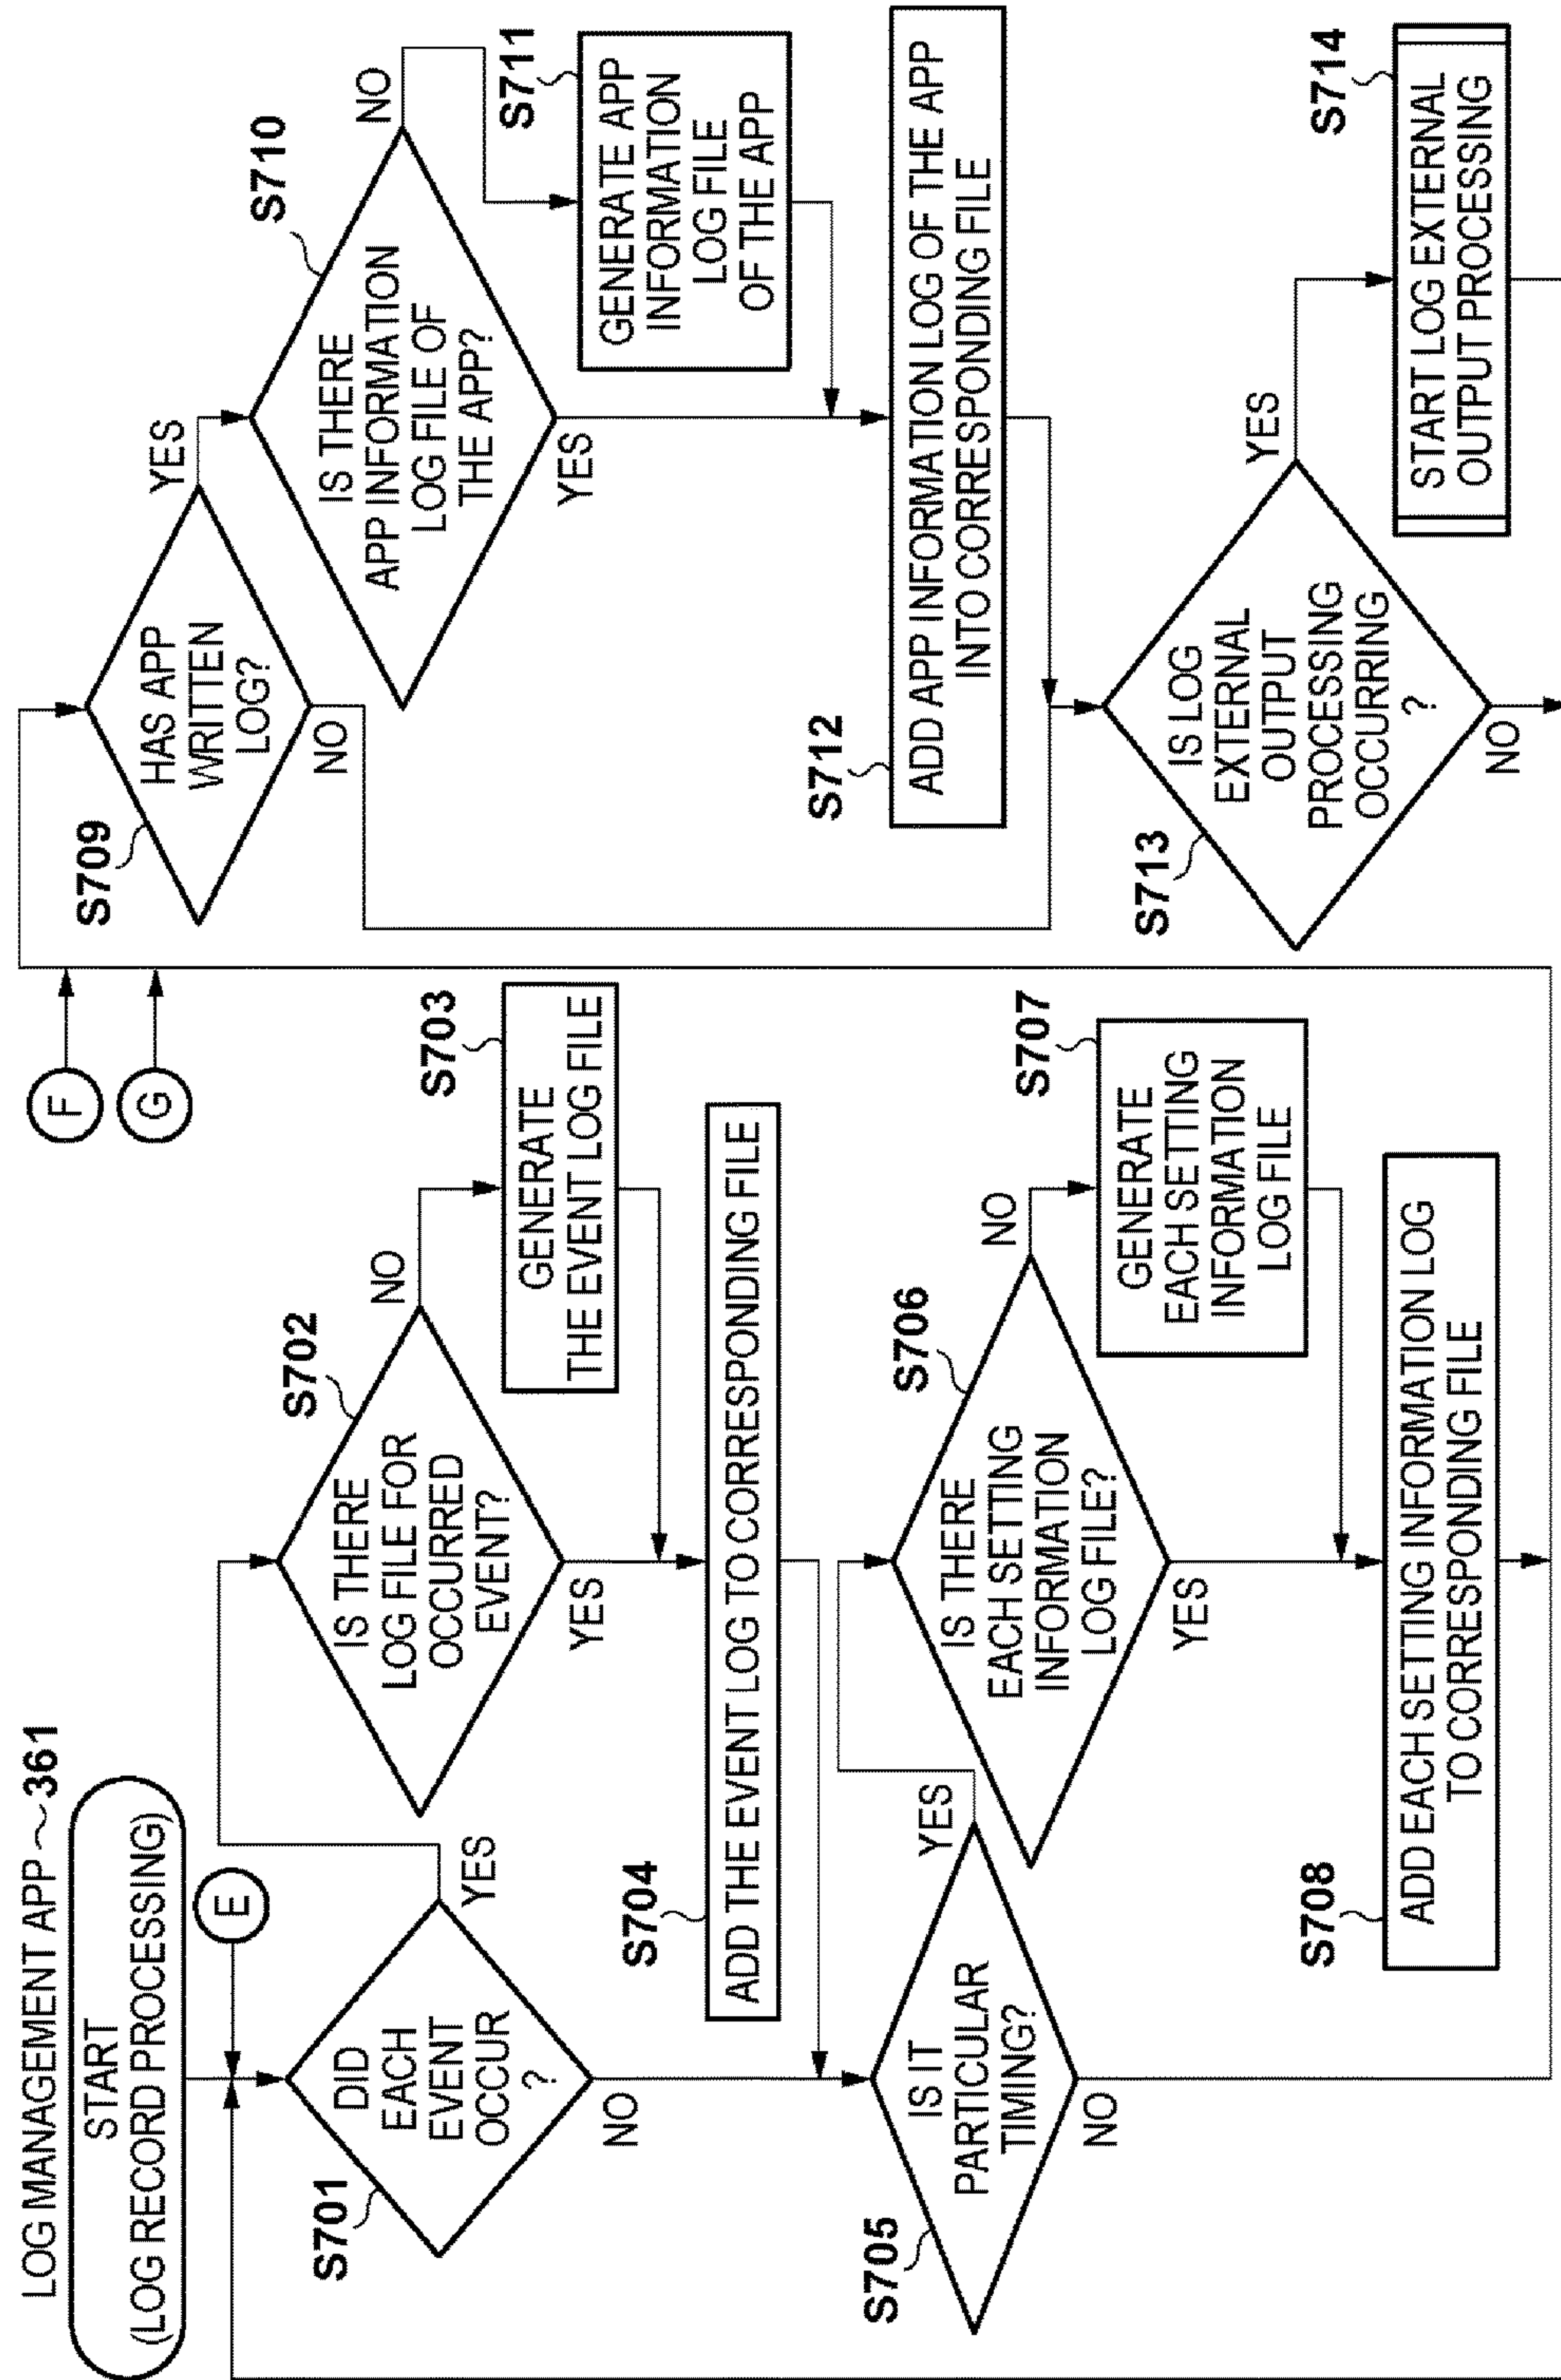 LOG MANAGEMENT APP ~ 361
START
(LOG RECORD PROCESSING)
E
S701
DID
EACH
EVENT
OCCUR
?
YES
NO
S702
IS THERE
LOG FILE FOR
OCCURRED
EVENT?
NO
YES
S703
GENERATE
THE EVENT LOG FILE
S704
ADD THE EVENT LOG TO CORRESPONDING FILE
S705
IS IT
PARTICULAR
TIMING?
YES
NO
S706
IS THERE
EACH SETTING
INFORMATION
LOG FILE?
NO
YES
S707
GENERATE
EACH SETTING
INFORMATION
LOG FILE
S708
ADD EACH SETTING INFORMATION LOG
TO CORRESPONDING FILE
F
G
S709
HAS APP
WRITTEN
LOG?
YES
NO
S710
IS THERE
APP INFORMATION
LOG FILE OF
THE APP?
NO
YES
S711
GENERATE APP
INFORMATION
LOG FILE
OF THE APP
S712
ADD APP INFORMATION LOG OF THE APP
INTO CORRESPONDING FILE
S713
IS LOG
EXTERNAL
OUTPUT
PROCESSING
OCCURRING
?
YES
NO
S714
START LOG EXTERNAL
OUTPUT PROCESSING